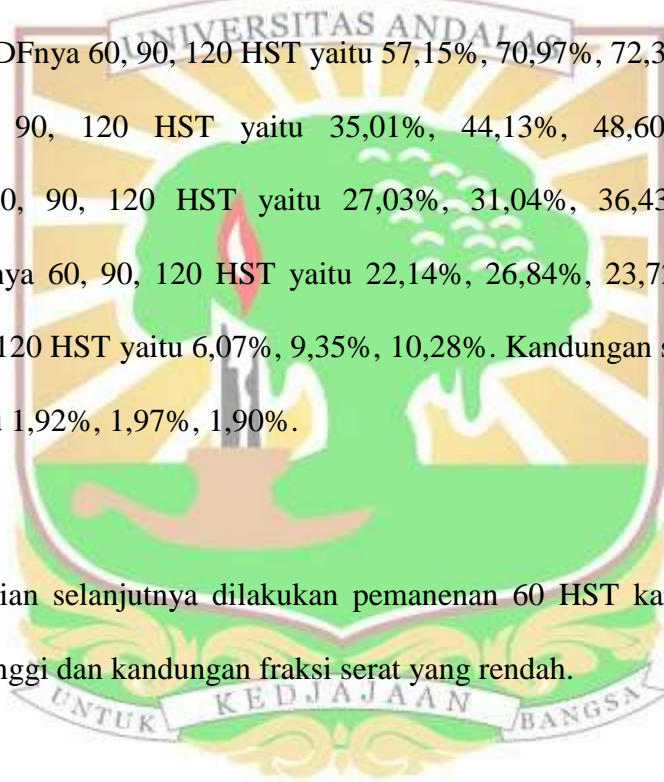 UNIVERSITAS ANDALAS
DFnya 60, 90, 120 HST yaitu 57,15%, 70,97%, 72,3
90, 120 HST yaitu 35,01%, 44,13%, 48,60
0, 90, 120 HST yaitu 27,03%, 31,04%, 36,43
nya 60, 90, 120 HST yaitu 22,14%, 26,84%, 23,72
120 HST yaitu 6,07%, 9,35%, 10,28%. Kandungan s
1,92%, 1,97%, 1,90%.
ian selanjutnya dilakukan pemanenan 60 HST ka
nggi dan kandungan fraksi serat yang rendah.
UNTUK KEDJAJAAN BANGSA